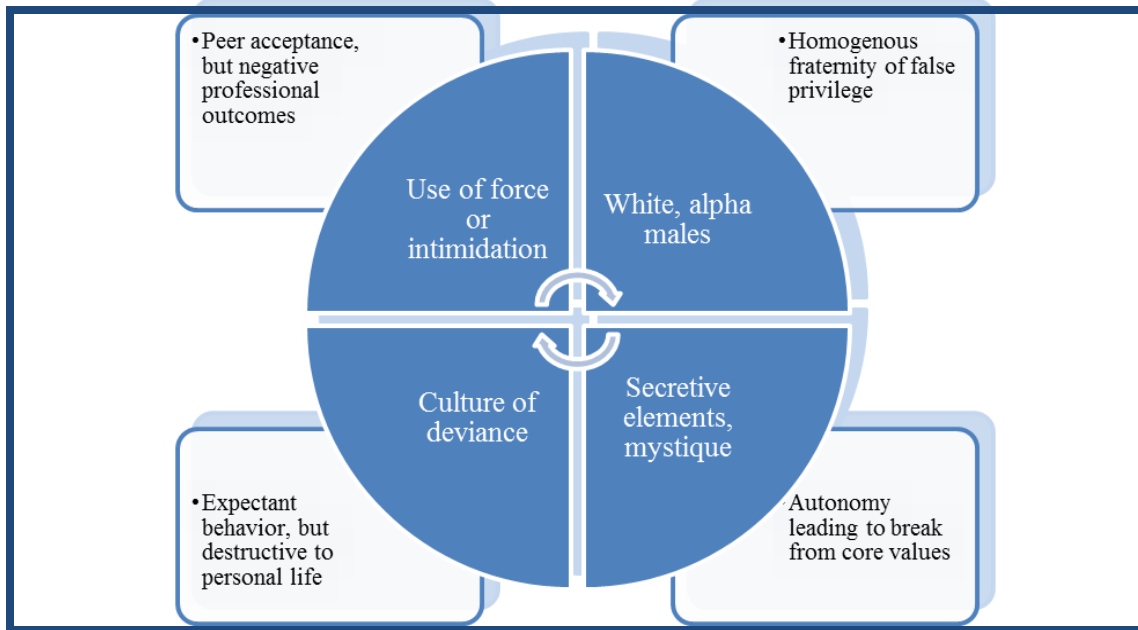 •Peer acceptance,
but negative
professional
outcomes
•Homogenous
fraternity of false
privilege
Use of force
or
intimidation
White, alpha
males
Culture of
deviance
Secretive
elements,
mystique
•Expectant
behavior, but
destructive to
personal life
•Autonomy
leading to break
from core values